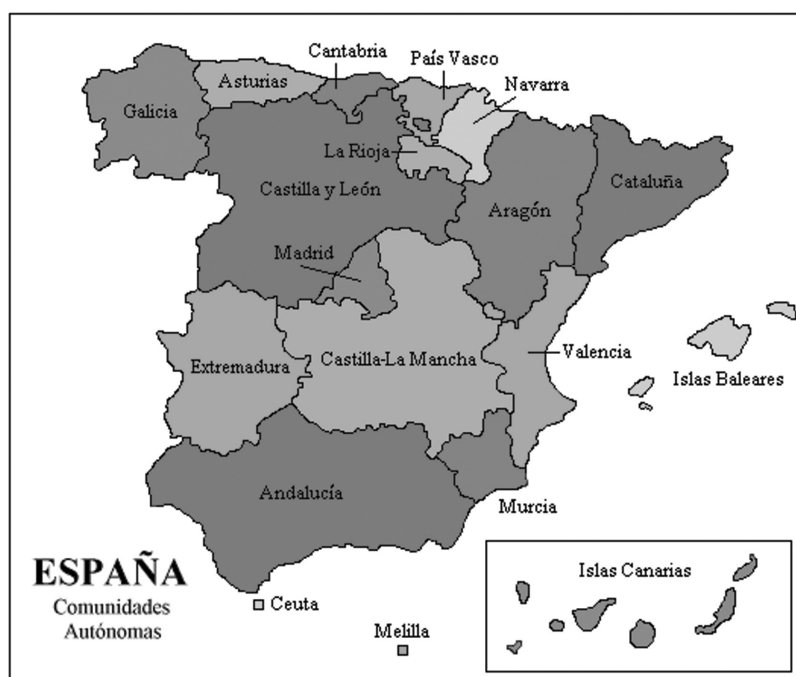 Cantabria
País Vasco
Asturias
Navarra
Galicia
La Rioja
Cataluña
Castilla y León
Aragón
Madrid
Valencia
Castilla-La Mancha
Extremadura
Islas Baleares
Andalucía
Murcia
ESPAÑA
Comunidades
Autónomas
Ceuta
Melilla
Islas Canarias